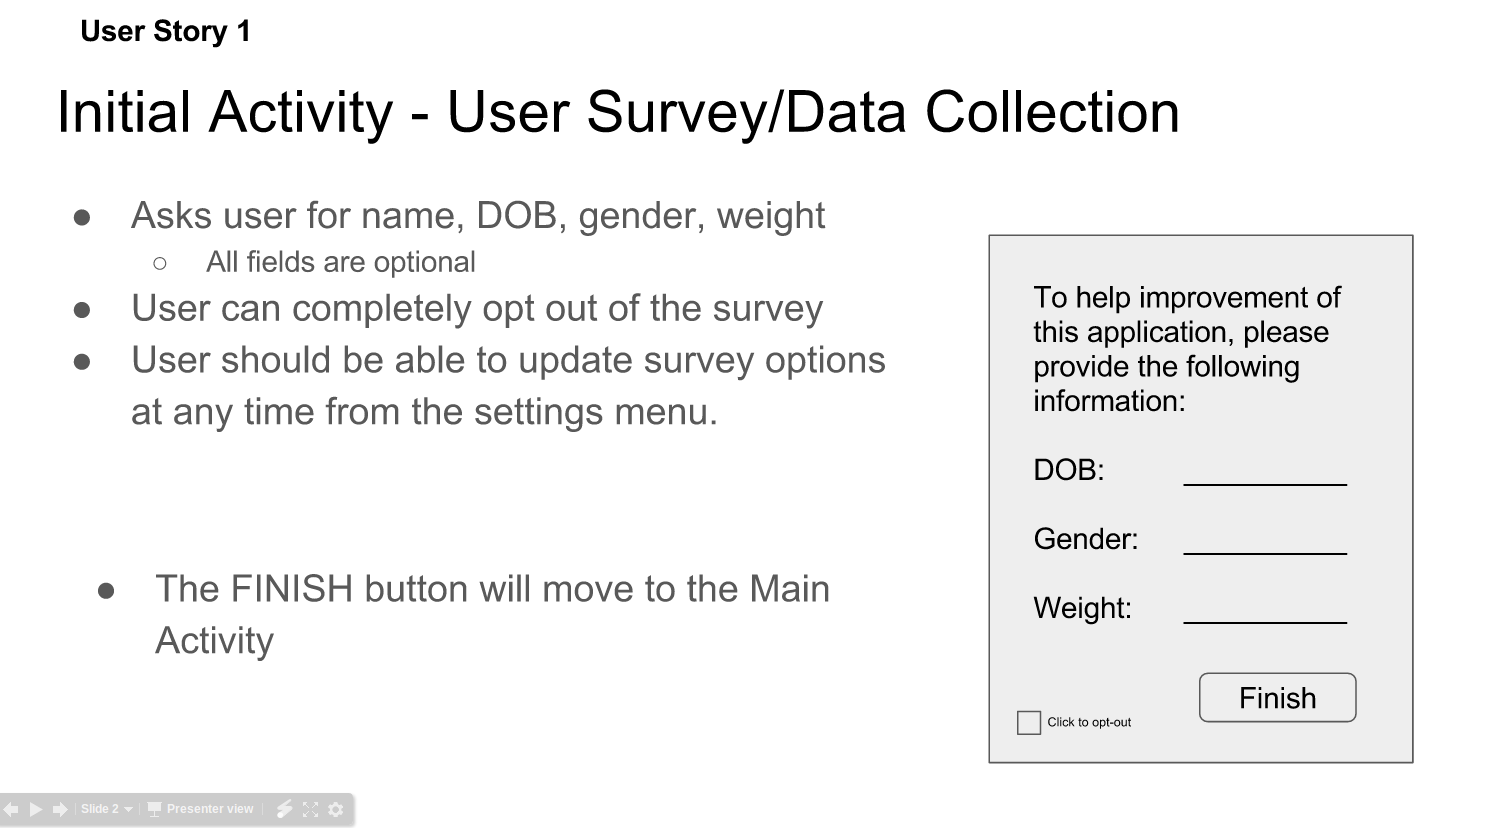 User Story 1
Initial Activity - User Survey/Data Collection
● Asks user for name, DOB, gender, weight
○ All fields are optional
● User can completely opt out of the survey
● User should be able to update survey options
at any time from the settings menu.
● The FINISH button will move to the Main
Activity
To help improvement of
this application, please
provide the following
information:
DOB:
Gender:
Weight:
Finish
Click to opt-out
Slide 2
Presenter view